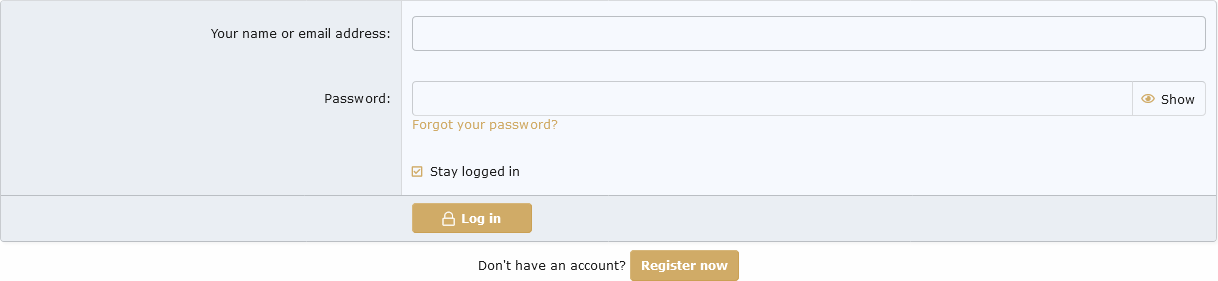 Your name or email address:
Password:
Show
Forgot your password?
Stay logged in
Log in
Don't have an account? Register now